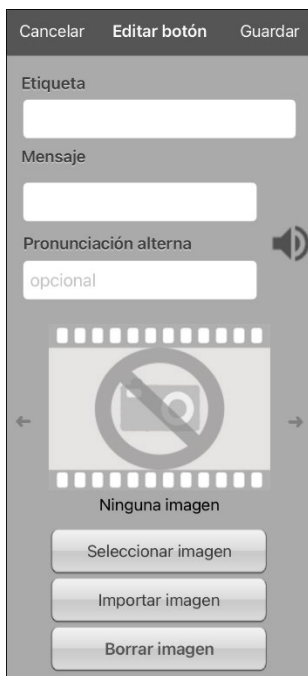 Cancelar Editar botón Guardar
Etiqueta
Mensaje
Pronunciación alterna
opcional
Ninguna imagen
Seleccionar imagen
Importar imagen
Borrar imagen